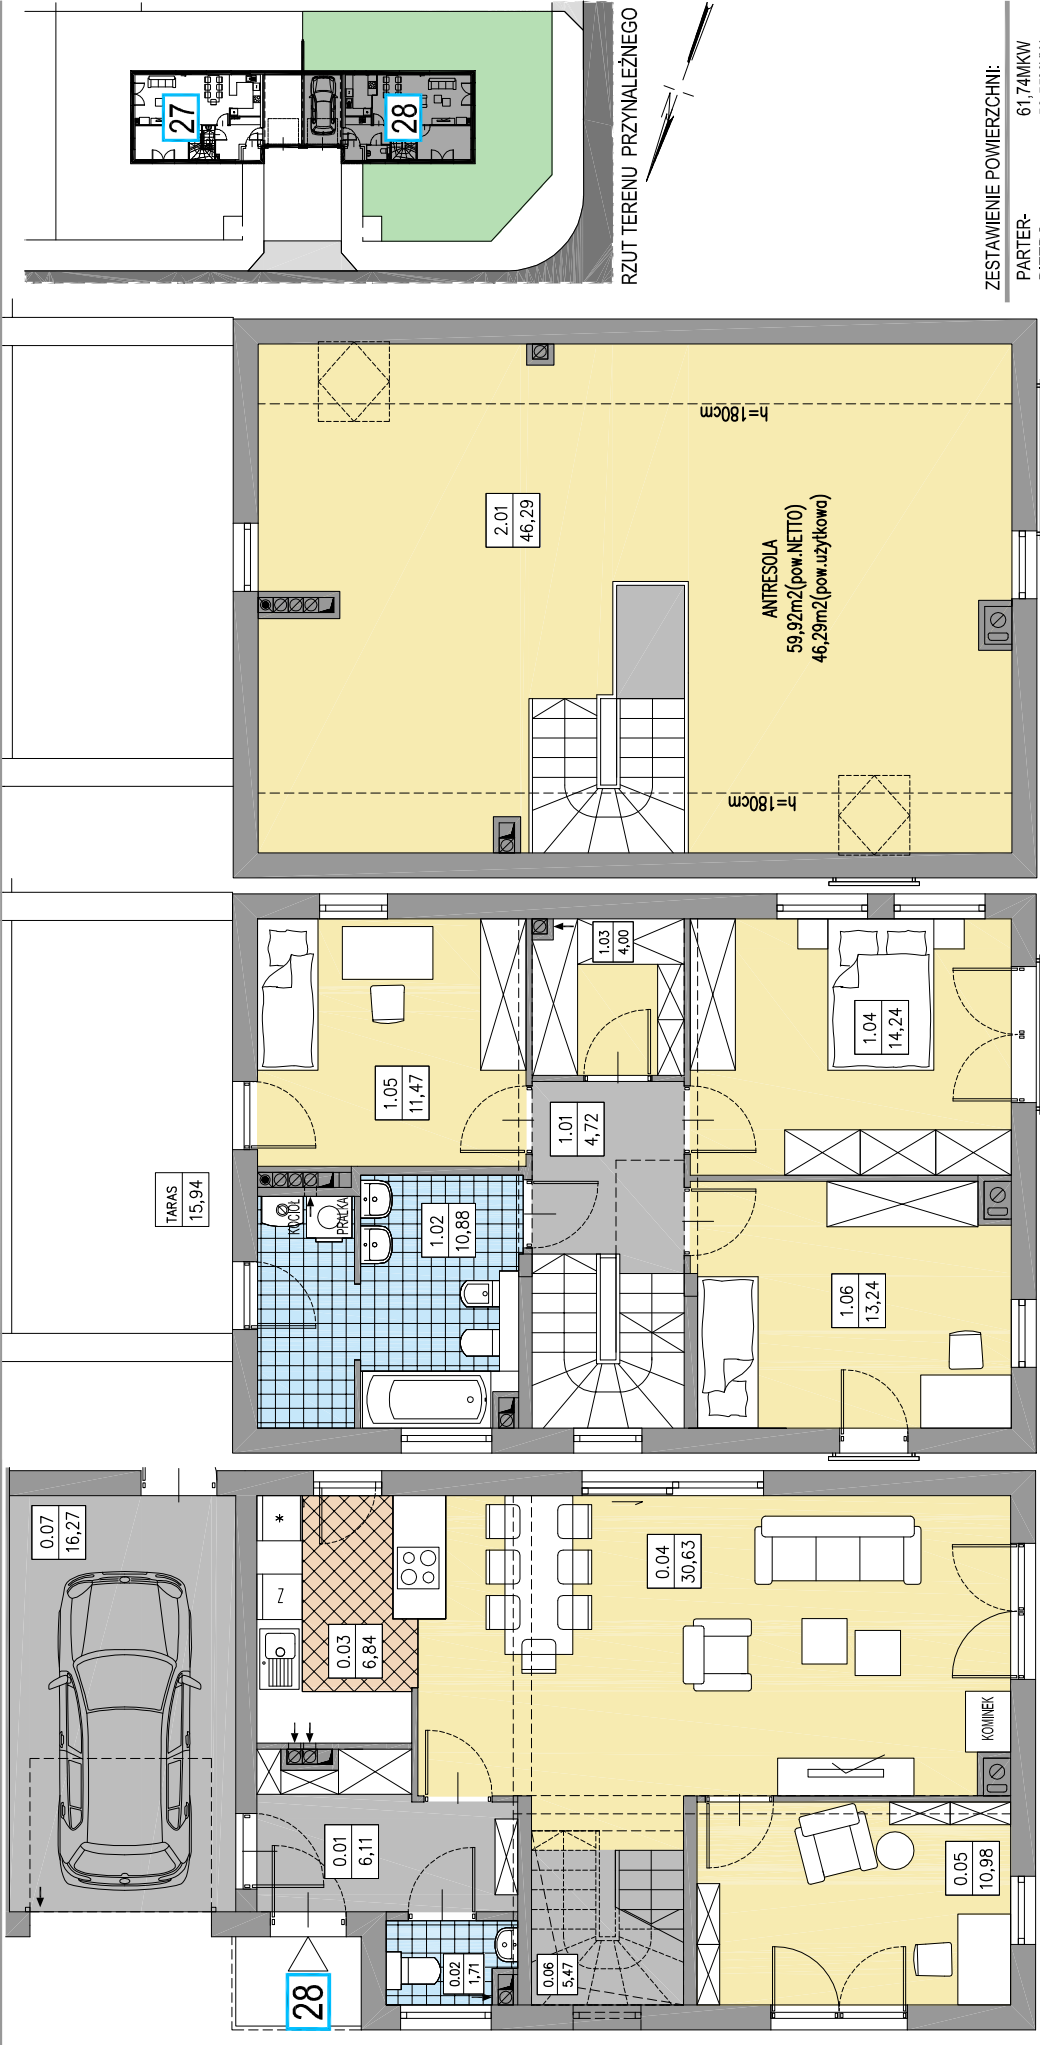 27
28
RZUT TERENU PRZYNALEŻNEGO
ZESTAWIENIE POWIERZCHNI:
PARTER- 61,74MKW
h=180cm
2.01
46,29
ANTRESOLA
59,92m2(pow.NETTO)
46,29m2(pow.użytkowa)
h=180cm
TARAS
15,94
1.05
11,47
1.03
4,00
1.04
14,24
1.01
4,72
KOCIOŁ
PRALKA
1.02
10,88
1.06
13,24
0.07
16,27
*
Z
0.03
6,84
0.04
30,63
KOMINEK
0.01
6,11
0.05
10,98
0.02
1,71
0.06
5,47
28